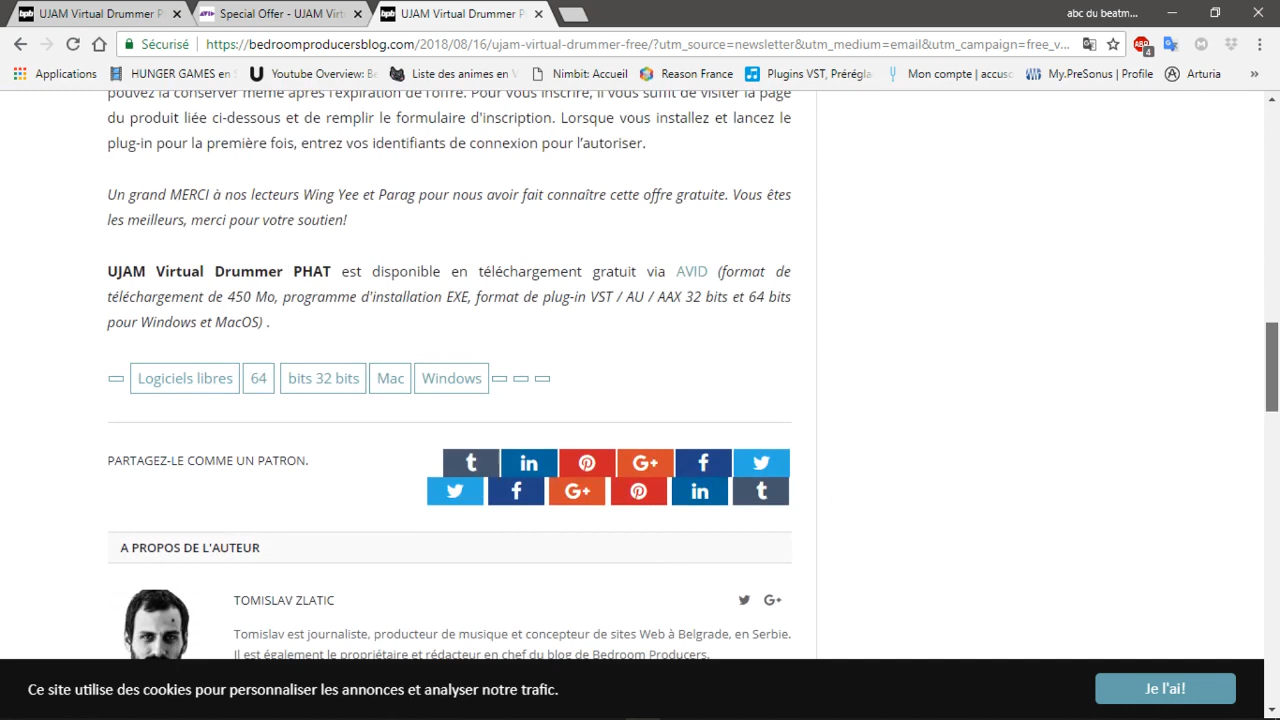 bpb UJAM Virtual Drummer P
AVID Special Offer - UJAM Virt
bpb UJAM Virtual Drummer P
abc du beatm...
Sécurisé https://bedroomproducersblog.com/2018/08/16/ujam-virtual-drummer-free/?utm_source=newsletter&utm_medium=email&utm_campaign=free_v...
ABP 4
Applications HUNGER GAMES en Youtube Overview: Be Liste des animes en V Nimbit: Accueil Reason France Plugins VST, Prérégla Mon compte | accusc My.PreSonus | Profile Arturia »
pouvez la conserver même après l'expiration de l'offre. Pour vous inscrire, il vous suffit de visiter la page
du produit liée ci-dessous et de remplir le formulaire d'inscription. Lorsque vous installez et lancez le
plug-in pour la première fois, entrez vos identifiants de connexion pour l'autoriser.
Un grand MERCI à nos lecteurs Wing Yee et Parag pour nous avoir fait connaître cette offre gratuite. Vous êtes
les meilleurs, merci pour votre soutien!
UJAM Virtual Drummer PHAT est disponible en téléchargement gratuit via AVID (format de
téléchargement de 450 Mo, programme d'installation EXE, format de plug-in VST / AU / AAX 32 bits et 64 bits
pour Windows et MacOS) .
Logiciels libres 64 bits 32 bits Mac Windows
PARTAGEZ-LE COMME UN PATRON.
t in G+ f
f G+ in t
A PROPOS DE L'AUTEUR
TOMISLAV ZLATIC
G+
Tomislav est journaliste, producteur de musique et concepteur de sites Web à Belgrade, en Serbie.
Il est également le propriétaire et rédacteur en chef du blog de Bedroom Producers.
Ce site utilise des cookies pour personnaliser les annonces et analyser notre trafic.
Je l'ai!